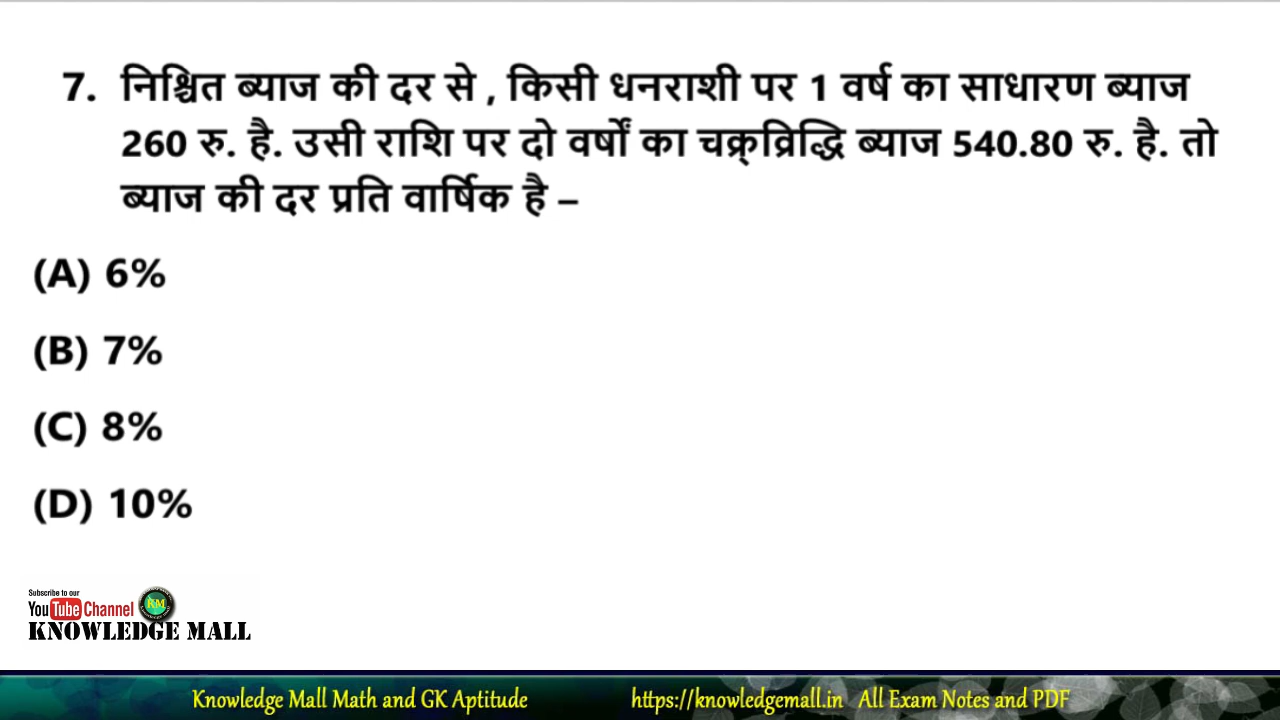 7. निश्चित ब्याज की दर से , किसी धनराशी पर 1 वर्ष का साधारण ब्याज
260 रु. है. उसी राशि पर दो वर्षों का चक्र्व्रिद्धि ब्याज 540.80 रु. है. तो
ब्याज की दर प्रति वार्षिक है –
(A) 6%
(B) 7%
(C) 8%
(D) 10%
Subscribe to our
YouTube Channel RM
KNOWLEDGE MALL
Knowledge Mall Math and GK Aptitude https://knowledgemall.in All Exam Notes and PDF